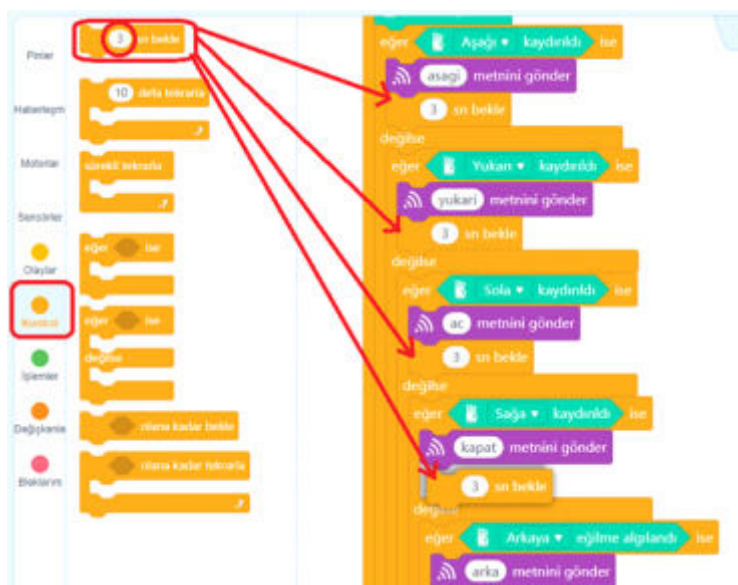 Pinler
Haberleşm
Motorlar
Sensörler
Olaylar
Kontrol
İşlemler
Değişkenle
Bloklarım
3 sn bekle
10 defa tekrarla
sürekli tekrarla
eğer ise
eğer ise
değilse
olana kadar bekle
olana kadar tekrarla
eğer Aşağı kaydırıldı ise
asagi metnini gönder
3 sn bekle
değilse
eğer Yukarı kaydırıldı ise
yukari metnini gönder
3 sn bekle
değilse
eğer Sola kaydırıldı ise
ac metnini gönder
3 sn bekle
değilse
eğer Sağa kaydırıldı ise
kapat metnini gönder
3 sn bekle
değilse
eğer Arkaya eğilme algılandı ise
arka metnini gönder